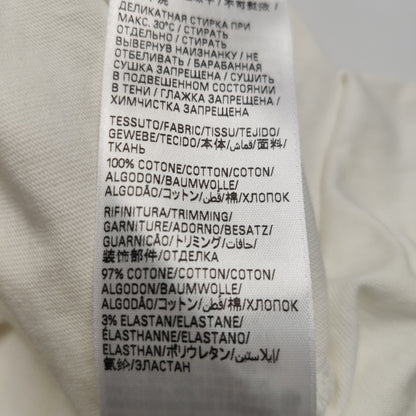 ДЕЛИКАТНАЯ СТИРКА ПРИ
МАКС. 30°C/ СТИРАТЬ
ОТДЕЛЬНО / СТИРАТЬ
ВЫВЕРНУВ НАИЗНАНКУ / НЕ
ОТБЕЛИВАТЬ / БАРАБАННАЯ
СУШКА ЗАПРЕЩЕНА / СУШИТЬ
В ПОДВЕШЕННОМ СОСТОЯНИИ
В ТЕНИ / ГЛАЖКА ЗАПРЕЩЕНА /
ХИМЧИСТКА ЗАПРЕЩЕНА
TESSUTO/FABRIC/TISSU/TEJIDO/
GEWEBE/TECIDO/本体/قماش/面料/
ТКАНЬ
100% COTONE/COTTON/COTON/
ALGODON/BAUMWOLLE/
ALGODÃO/コットン/قطن/棉/ХЛОПОК
RIFINITURA/TRIMMING/
GARNITURE/ADORNO/BESATZ/
GUARNIÇÃO/トリミング/حافات/
装饰部件/ОТДЕЛКА
97% COTONE/COTTON/COTON/
ALGODON/BAUMWOLLE/
ALGODÃO/コットン/قطن/棉/ХЛОПОК
3% ELASTAN/ELASTANE/
ELASTHANNE/ELASTANO/
ELASTHAN/ポリウレタン/إيلاستين/
氨纶/ЭЛАСТАН